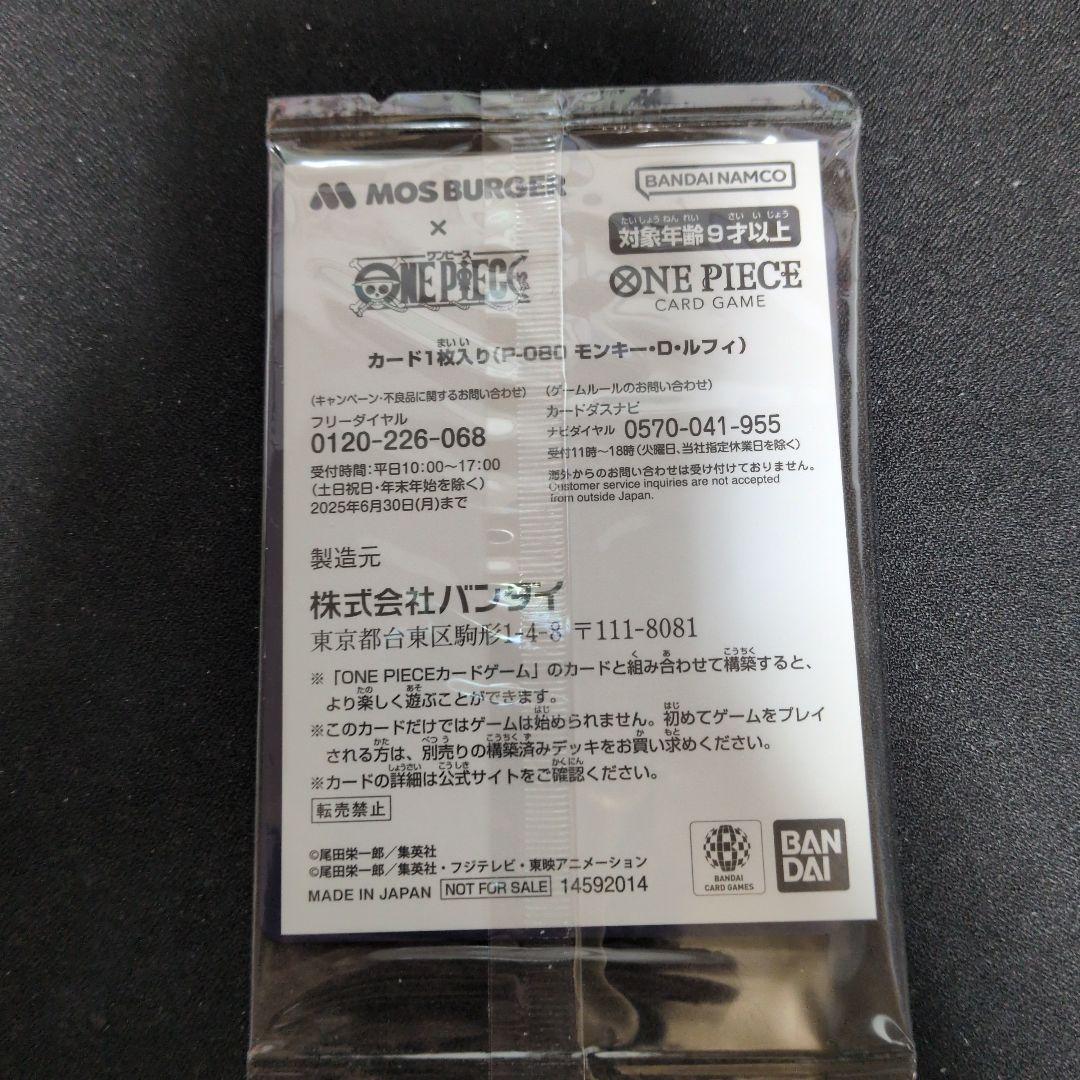 MOS BURGER
×
ワンピース
ONE PIECE
BANDAI NAMCO
たいしょうねんれい さいいじょう
対象年齢9才以上
ONE PIECE
CARD GAME
まいい
カード1枚入り(P-080 モンキー・D・ルフィ)
(キャンペーン・不良品に関するお問い合わせ)
フリーダイヤル
0120-226-068
受付時間:平日10:00〜17:00
(土日祝日・年末年始を除く)
2025年6月30日(月)まで
(ゲームルールのお問い合わせ)
カードダスナビ
ナビダイヤル 0570-041-955
受付11時〜18時(火曜日、当社指定休業日を除く)
海外からのお問い合わせは受け付けておりません。
Customer service inquiries are not accepted
from outside Japan.
製造元
株式会社バンダイ
東京都台東区駒形1-4-8 〒111-8081
く あ こうちく
※「ONE PIECEカードゲーム」のカードと組み合わせて構築すると、
たの あそ
より楽しく遊ぶことができます。
はじ はじ
※このカードだけではゲームは始められません。初めてゲームをプレイ
かた べつう こうちくず か もと
される方は、別売りの構築済みデッキをお買い求めください。
しょうさい こうしき かくにん
※カードの詳細は公式サイトをご確認ください。
転売禁止
©尾田栄一郎/集英社
©尾田栄一郎/集英社・フジテレビ・東映アニメーション
MADE IN JAPAN NOT FOR SALE 14592014
BANDAI
CARD GAMES
BAN
DAI